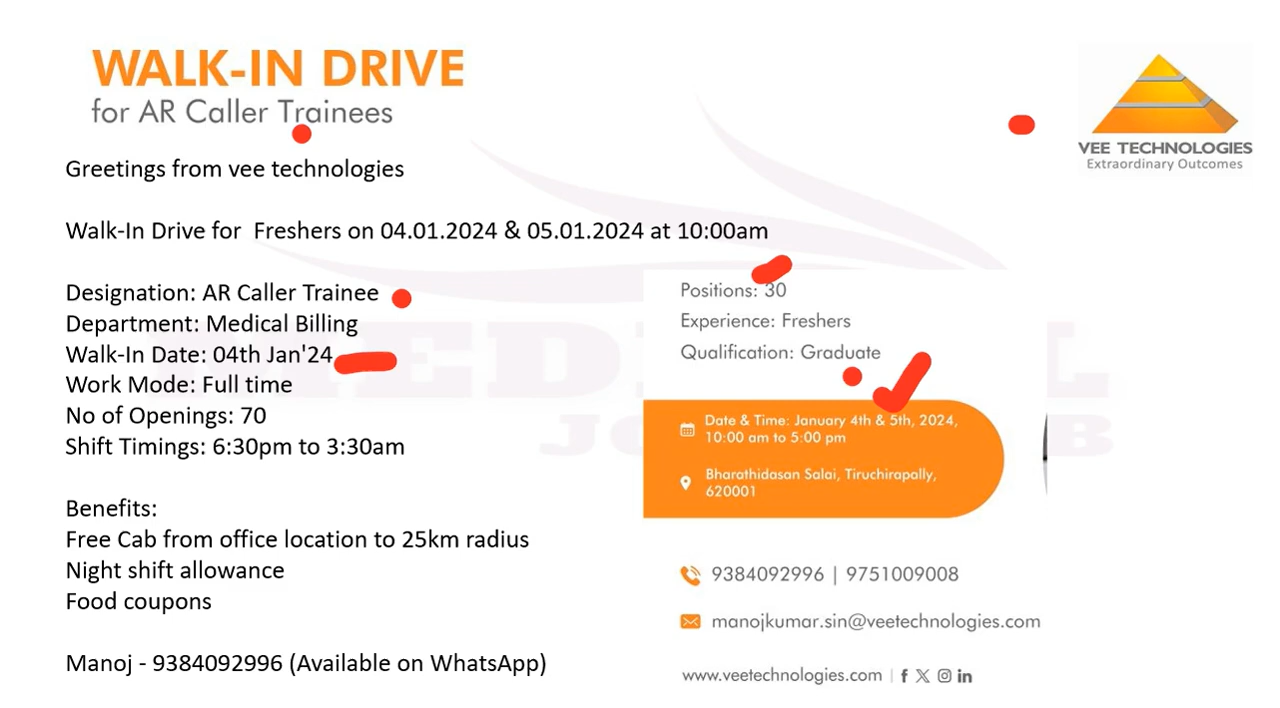 WALK-IN DRIVE
for AR Caller Trainees
VEE TECHNOLOGIES
Extraordinary Outcomes
Greetings from vee technologies
Walk-In Drive for  Freshers on 04.01.2024 & 05.01.2024 at 10:00am
Designation: AR Caller Trainee
Department: Medical Billing
Walk-In Date: 04th Jan'24
Work Mode: Full time
No of Openings: 70
Shift Timings: 6:30pm to 3:30am
Benefits:
Free Cab from office location to 25km radius
Night shift allowance
Food coupons
Manoj - 9384092996 (Available on WhatsApp)
Positions: 30
Experience: Freshers
Qualification: Graduate
Date & Time: January 4th & 5th, 2024,
10:00 am to 5:00 pm
Bharathidasan Salai, Tiruchirapally,
620001
9384092996 | 9751009008
manojkumar.sin@veetechnologies.com
www.veetechnologies.com